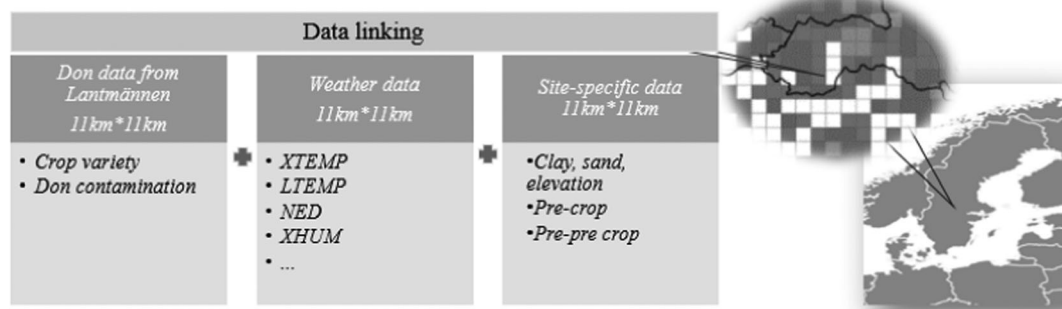 Data linking
Don data from
Lantmännen
11km*11km
• Crop variety
• Don contamination
Weather data
11km*11km
• XTEMP
• LTEMP
• NED
• XHUM
• ...
Site-specific data
11km*11km
•Clay, sand,
elevation
•Pre-crop
•Pre-pre crop